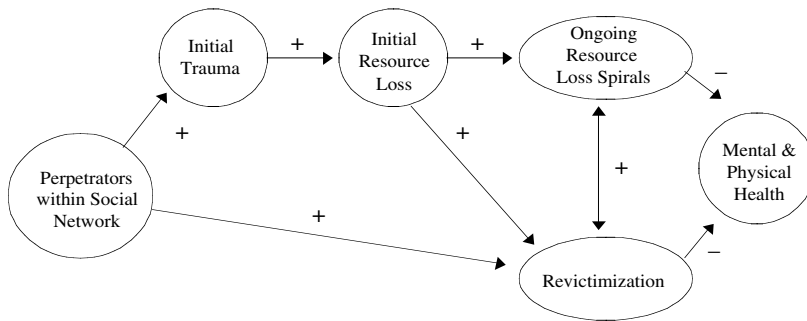 Initial
Trauma
+
Initial
Resource
Loss
+
Ongoing
Resource
Loss Spirals
–
+
+
Perpetrators
within Social
Network
+
+
Mental &
Physical
Health
Revictimization
–